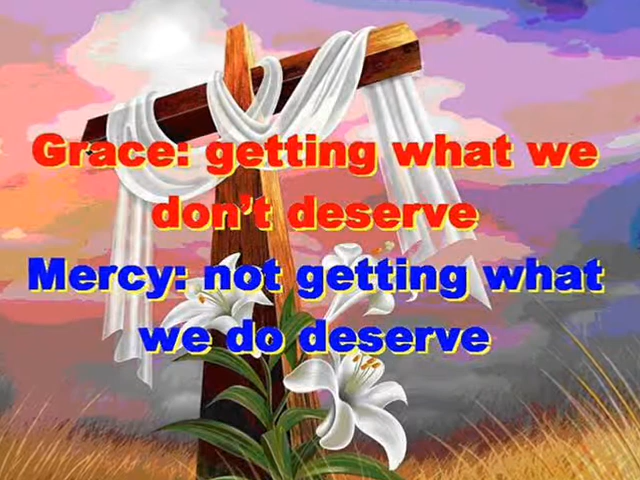 Grace: getting what we
don't deserve
Mercy: not getting what
we do deserve